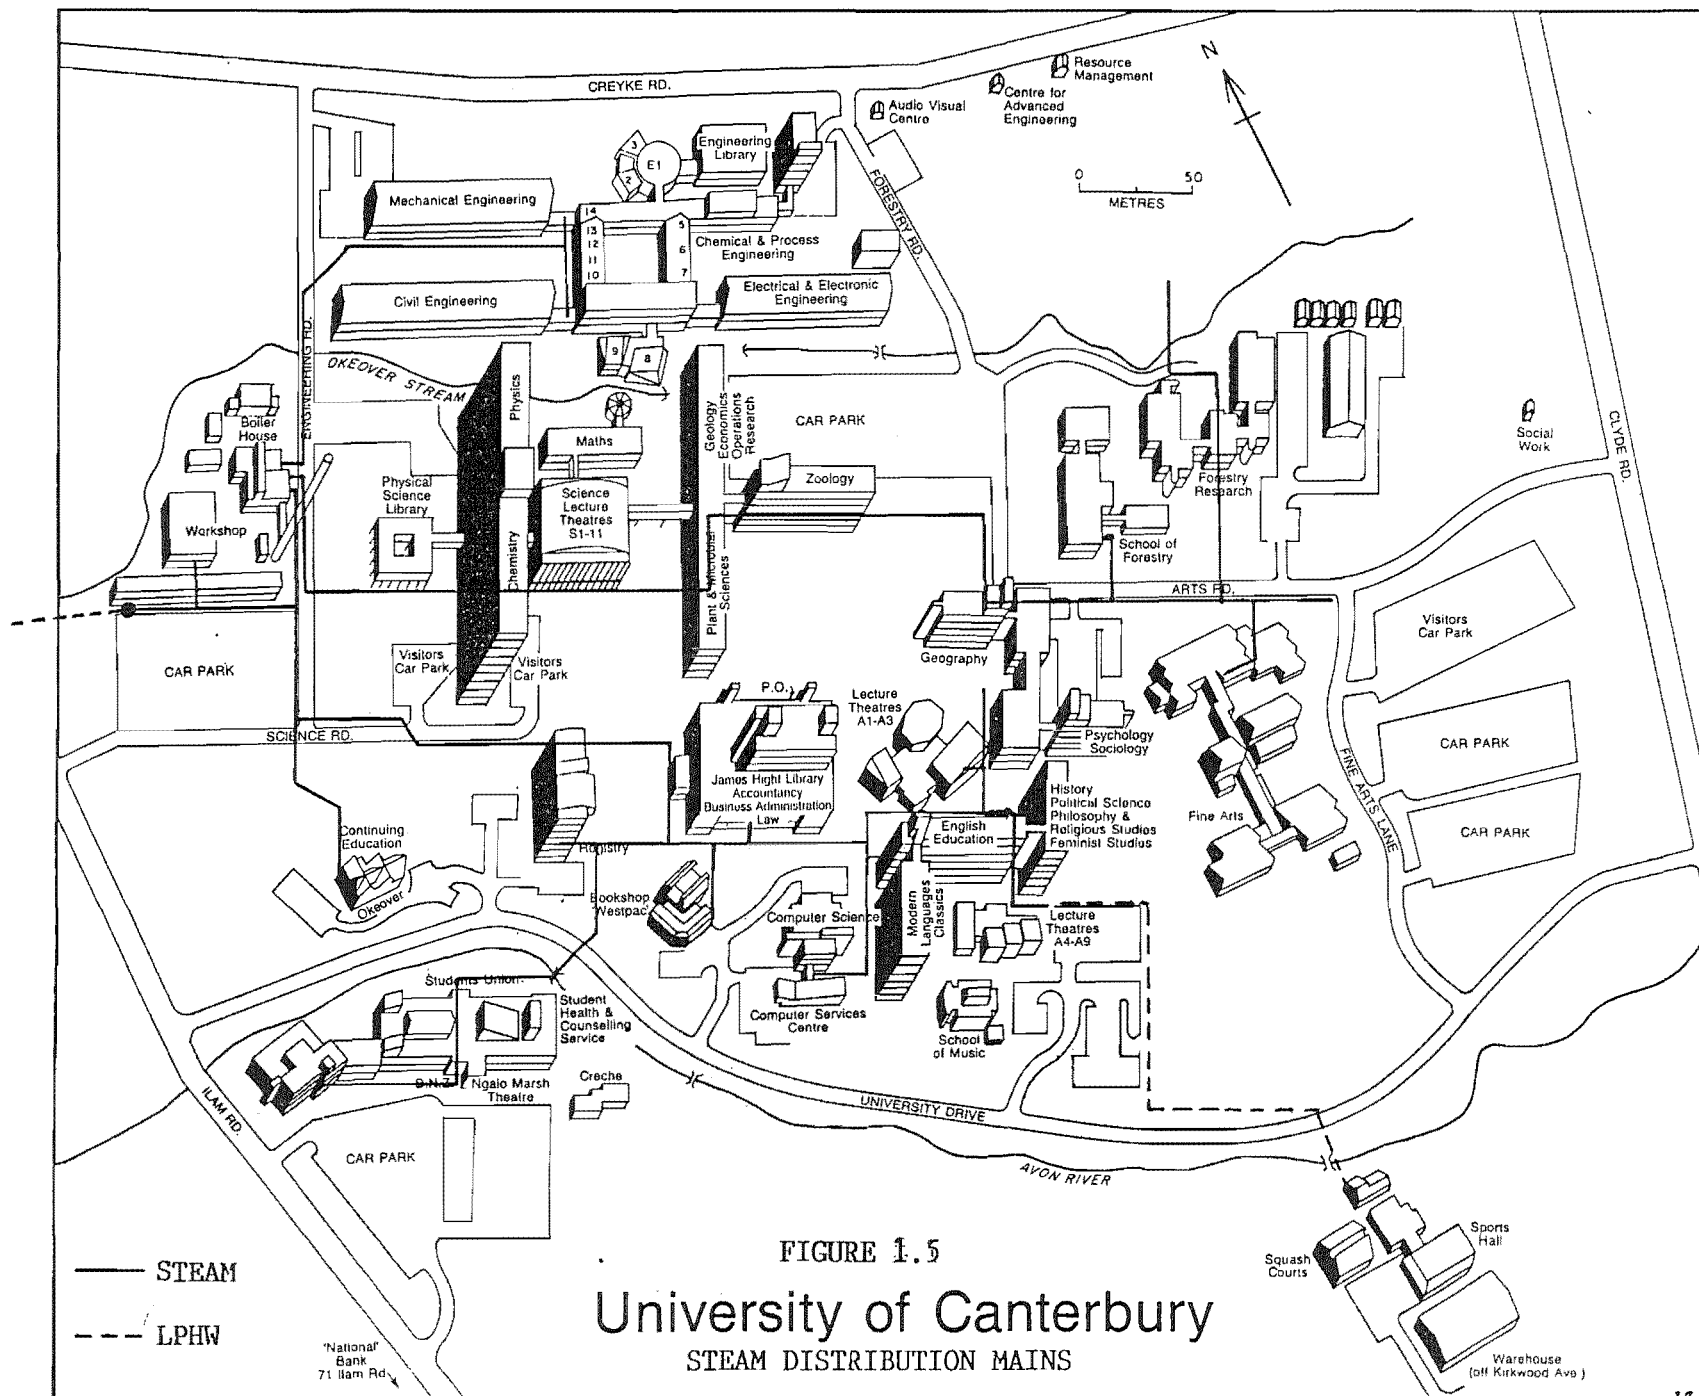 CREYKE RD.
N
Resource
Management
Centre for
Advanced
Engineering
Audio Visual
Centre
0 50
METRES
3
E1
2
Engineering
Library
Mechanical Engineering
14
13
12
11
10
5
6
7
Chemical & Process
Engineering
FORESTRY RD.
Civil Engineering
Electrical & Electronic
Engineering
ENGINEERING RD.
OKEOVER STREAM
9
8
Physics
Geology
Economics
Operations
Research
CAR PARK
Boiler
House
Maths
Social
Work
CLYDE RD.
Physical
Science
Library
Science
Lecture
Theatres
S1-11
Zoology
Forestry
Research
Workshop
Chemistry
Plant & Microbial
Sciences
School of
Forestry
ARTS RD.
Visitors
Car Park
CAR PARK
Visitors
Car Park
Visitors
Car Park
Geography
P.O.
Lecture
Theatres
A1-A3
SCIENCE RD.
Psychology
Sociology
CAR PARK
James Hight Library
Accountancy
Business Administration
Law
History
Political Science
Philosophy &
Religious Studies
Feminist Studies
Fine Arts
FINE ARTS LANE
CAR PARK
Continuing
Education
Registry
English
Education
Okeover
Bookshop
Westpac
Computer Science
Modern
Languages
Classics
Lecture
Theatres
A4-A9
Students Union
Student
Health &
Counselling
Service
Computer Services
Centre
School
of Music
B.N.Z.
Ngaio Marsh
Theatre
Creche
ILAM RD.
UNIVERSITY DRIVE
CAR PARK
AVON RIVER
Squash
Courts
Sports
Hall
STEAM
LPHW
FIGURE 1.5
University of Canterbury
STEAM DISTRIBUTION MAINS
'National'
Bank
71 Ilam Rd
Warehouse
(off Kirkwood Ave)